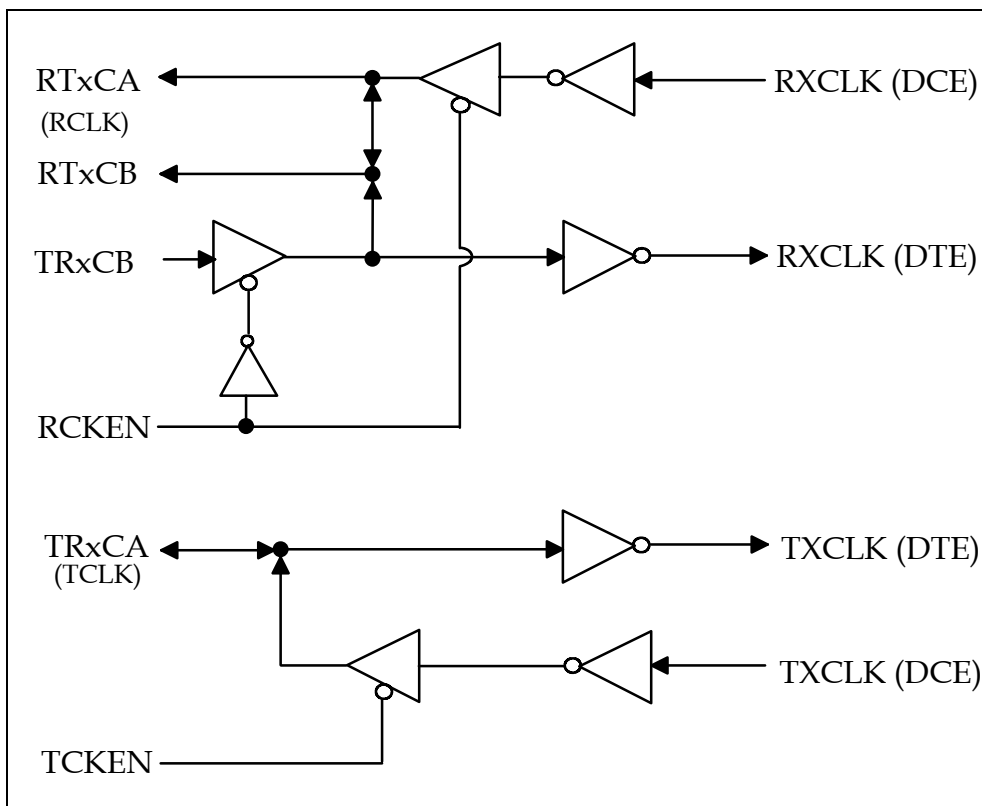 RTxCA
(RCLK)
RXCLK (DCE)
RTxCB
TRxCB
RXCLK (DTE)
RCKEN
TRxCA
(TCLK)
TXCLK (DTE)
TXCLK (DCE)
TCKEN